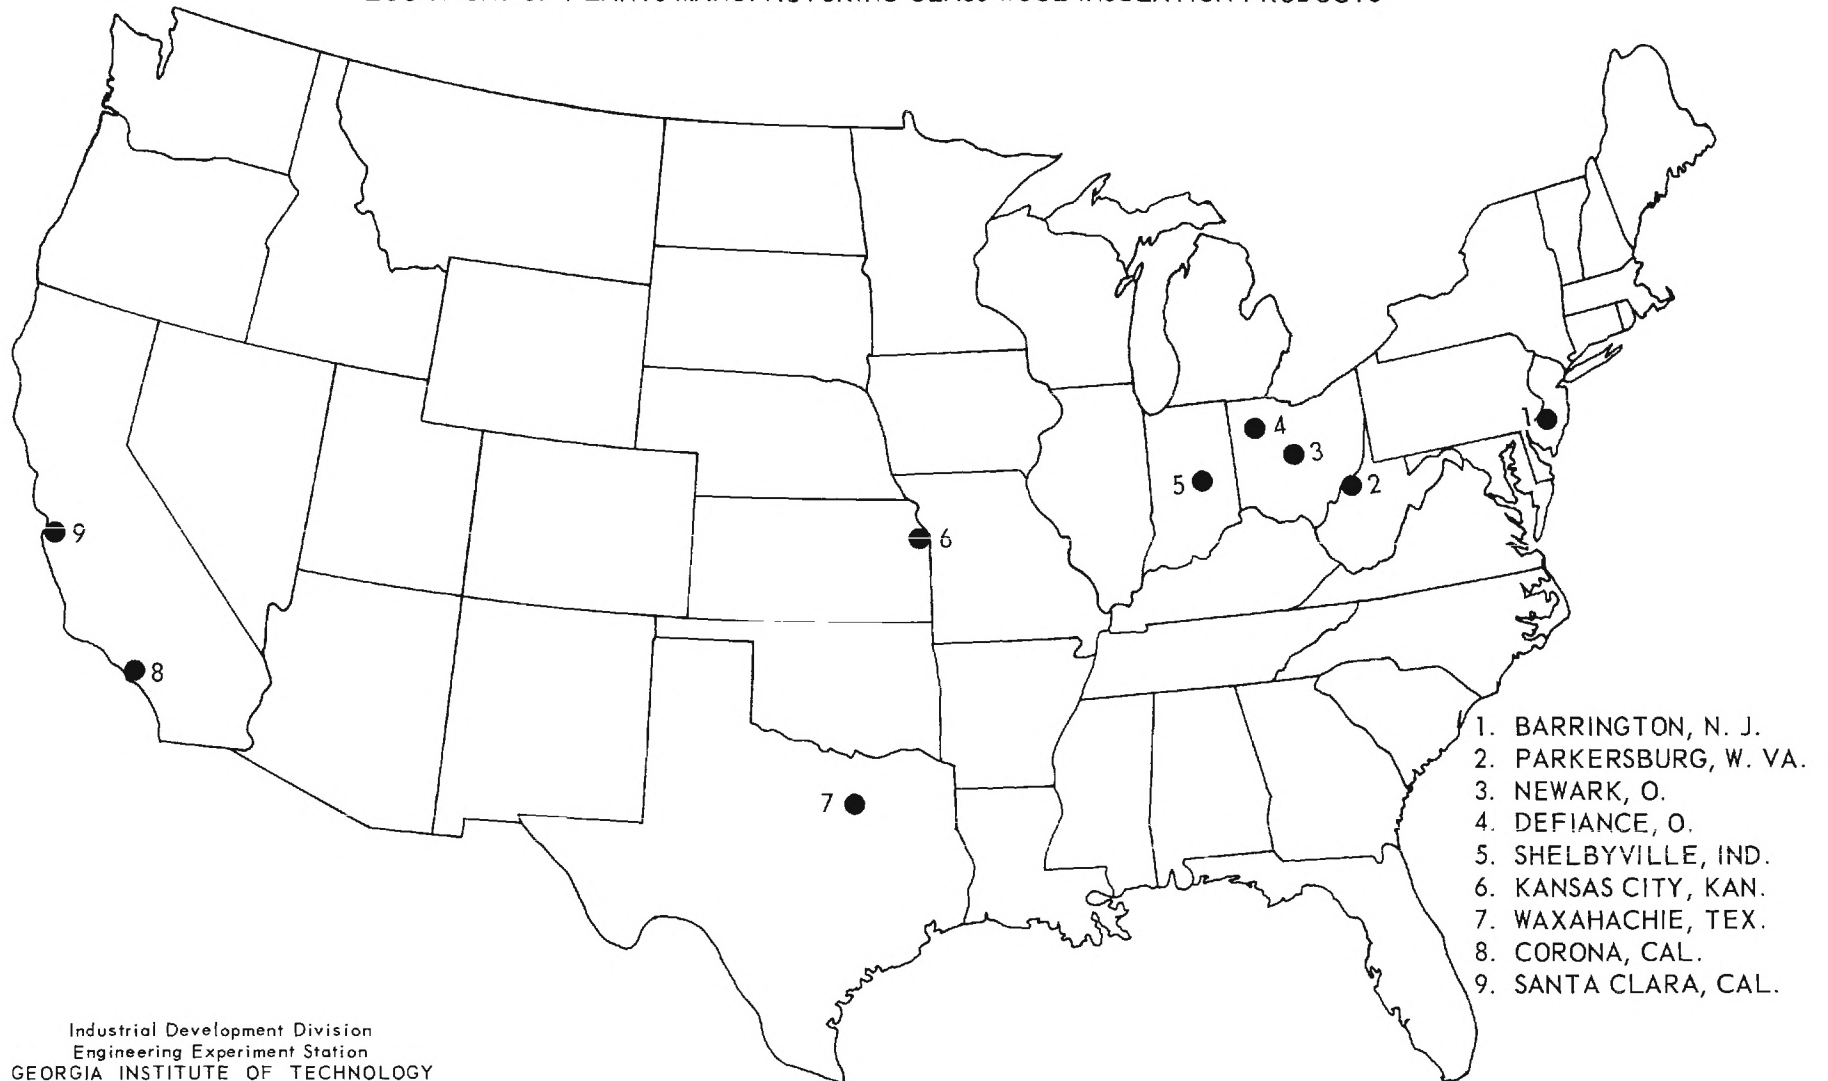 1
4
3
5
2
9
6
8
7
1. BARRINGTON, N. J.
2. PARKERSBURG, W. VA.
3. NEWARK, O.
4. DEFIANCE, O.
5. SHELBYVILLE, IND.
6. KANSAS CITY, KAN.
7. WAXAHACHIE, TEX.
8. CORONA, CAL.
9. SANTA CLARA, CAL.
Industrial Development Division
Engineering Experiment Station
GEORGIA INSTITUTE OF TECHNOLOGY